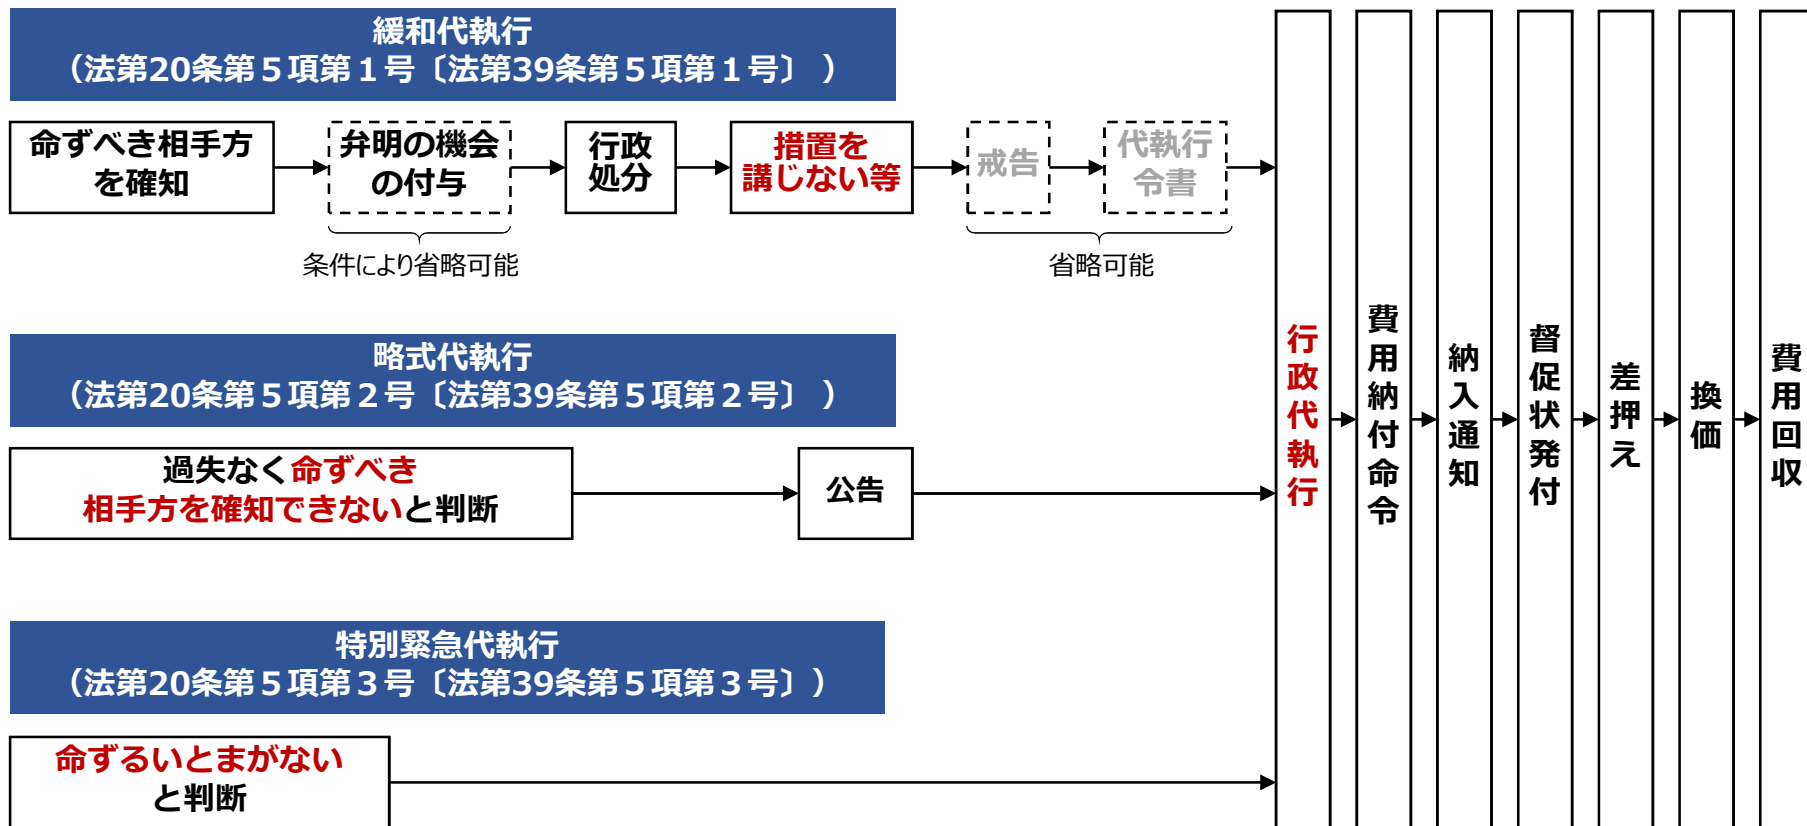 緩和代執行
（法第20条第５項第１号〔法第39条第５項第１号〕 ）
命ずべき相手方
を確知
弁明の機会
の付与
行政
処分
措置を
講じない等
戒告
代執行
令書
条件により省略可能
省略可能
略式代執行
（法第20条第５項第２号〔法第39条第５項第２号〕 ）
過失なく命ずべき
相手方を確知できないと判断
公告
特別緊急代執行
（法第20条第５項第３号〔法第39条第５項第３号〕）
命ずるいとまがない
と判断
行政代執行
費用納付命令
納入通知
督促状発付
差押え
換価
費用回収